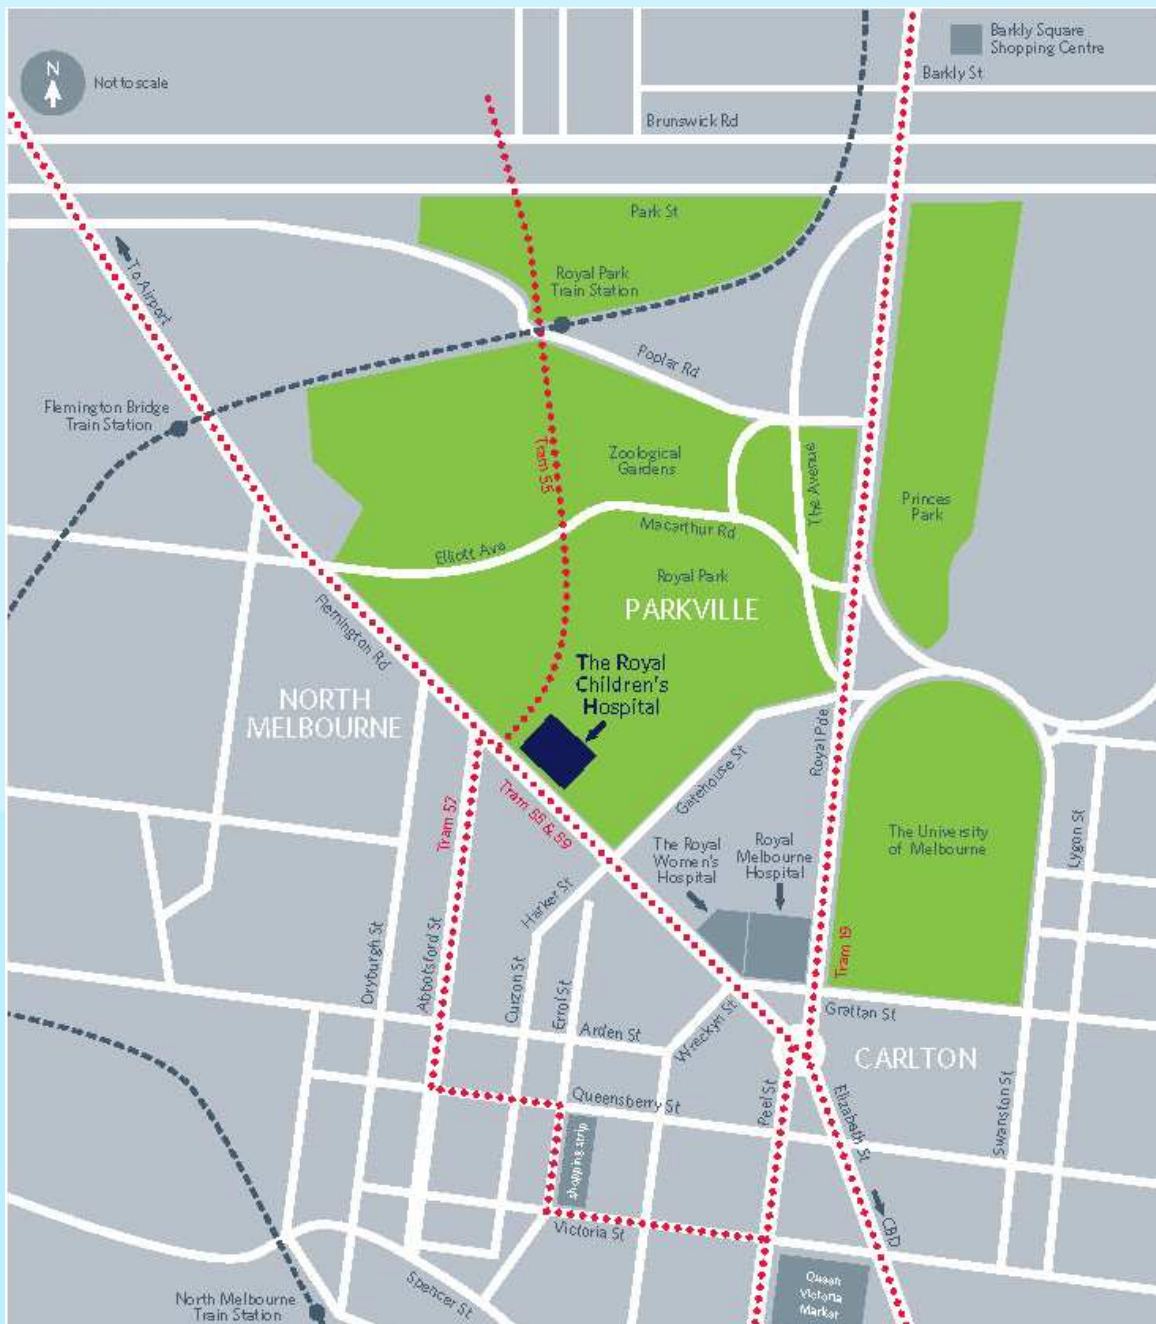 N
Not to scale
Barkly Square
Shopping Centre
Barkly St
Brunswick Rd
Park St
To Airport
Royal Park
Train Station
Poplar Rd
Flemington Bridge
Train Station
Tram 55
Zoological
Gardens
The Avenue
Princes
Park
Macarthur Rd
Elliott Ave
Royal Park
PARKVILLE
Flemington Rd
The Royal
Children's
Hospital
NORTH
MELBOURNE
Royal Pde
Gatehouse St
Tram 57
Tram 55 & 59
The Royal
Women's
Hospital
Royal
Melbourne
Hospital
The University
of Melbourne
Lygon St
Harker St
Tram 19
Dryburgh St
Abbotsford St
Curzon St
Errol St
Arden St
Wreckyn St
Grattan St
CARLTON
Queensberry St
Peel St
Elizabeth St
Swanston St
shopping strip
Victoria St
CBD
Spencer St
North Melbourne
Train Station
Queen
Victoria
Market